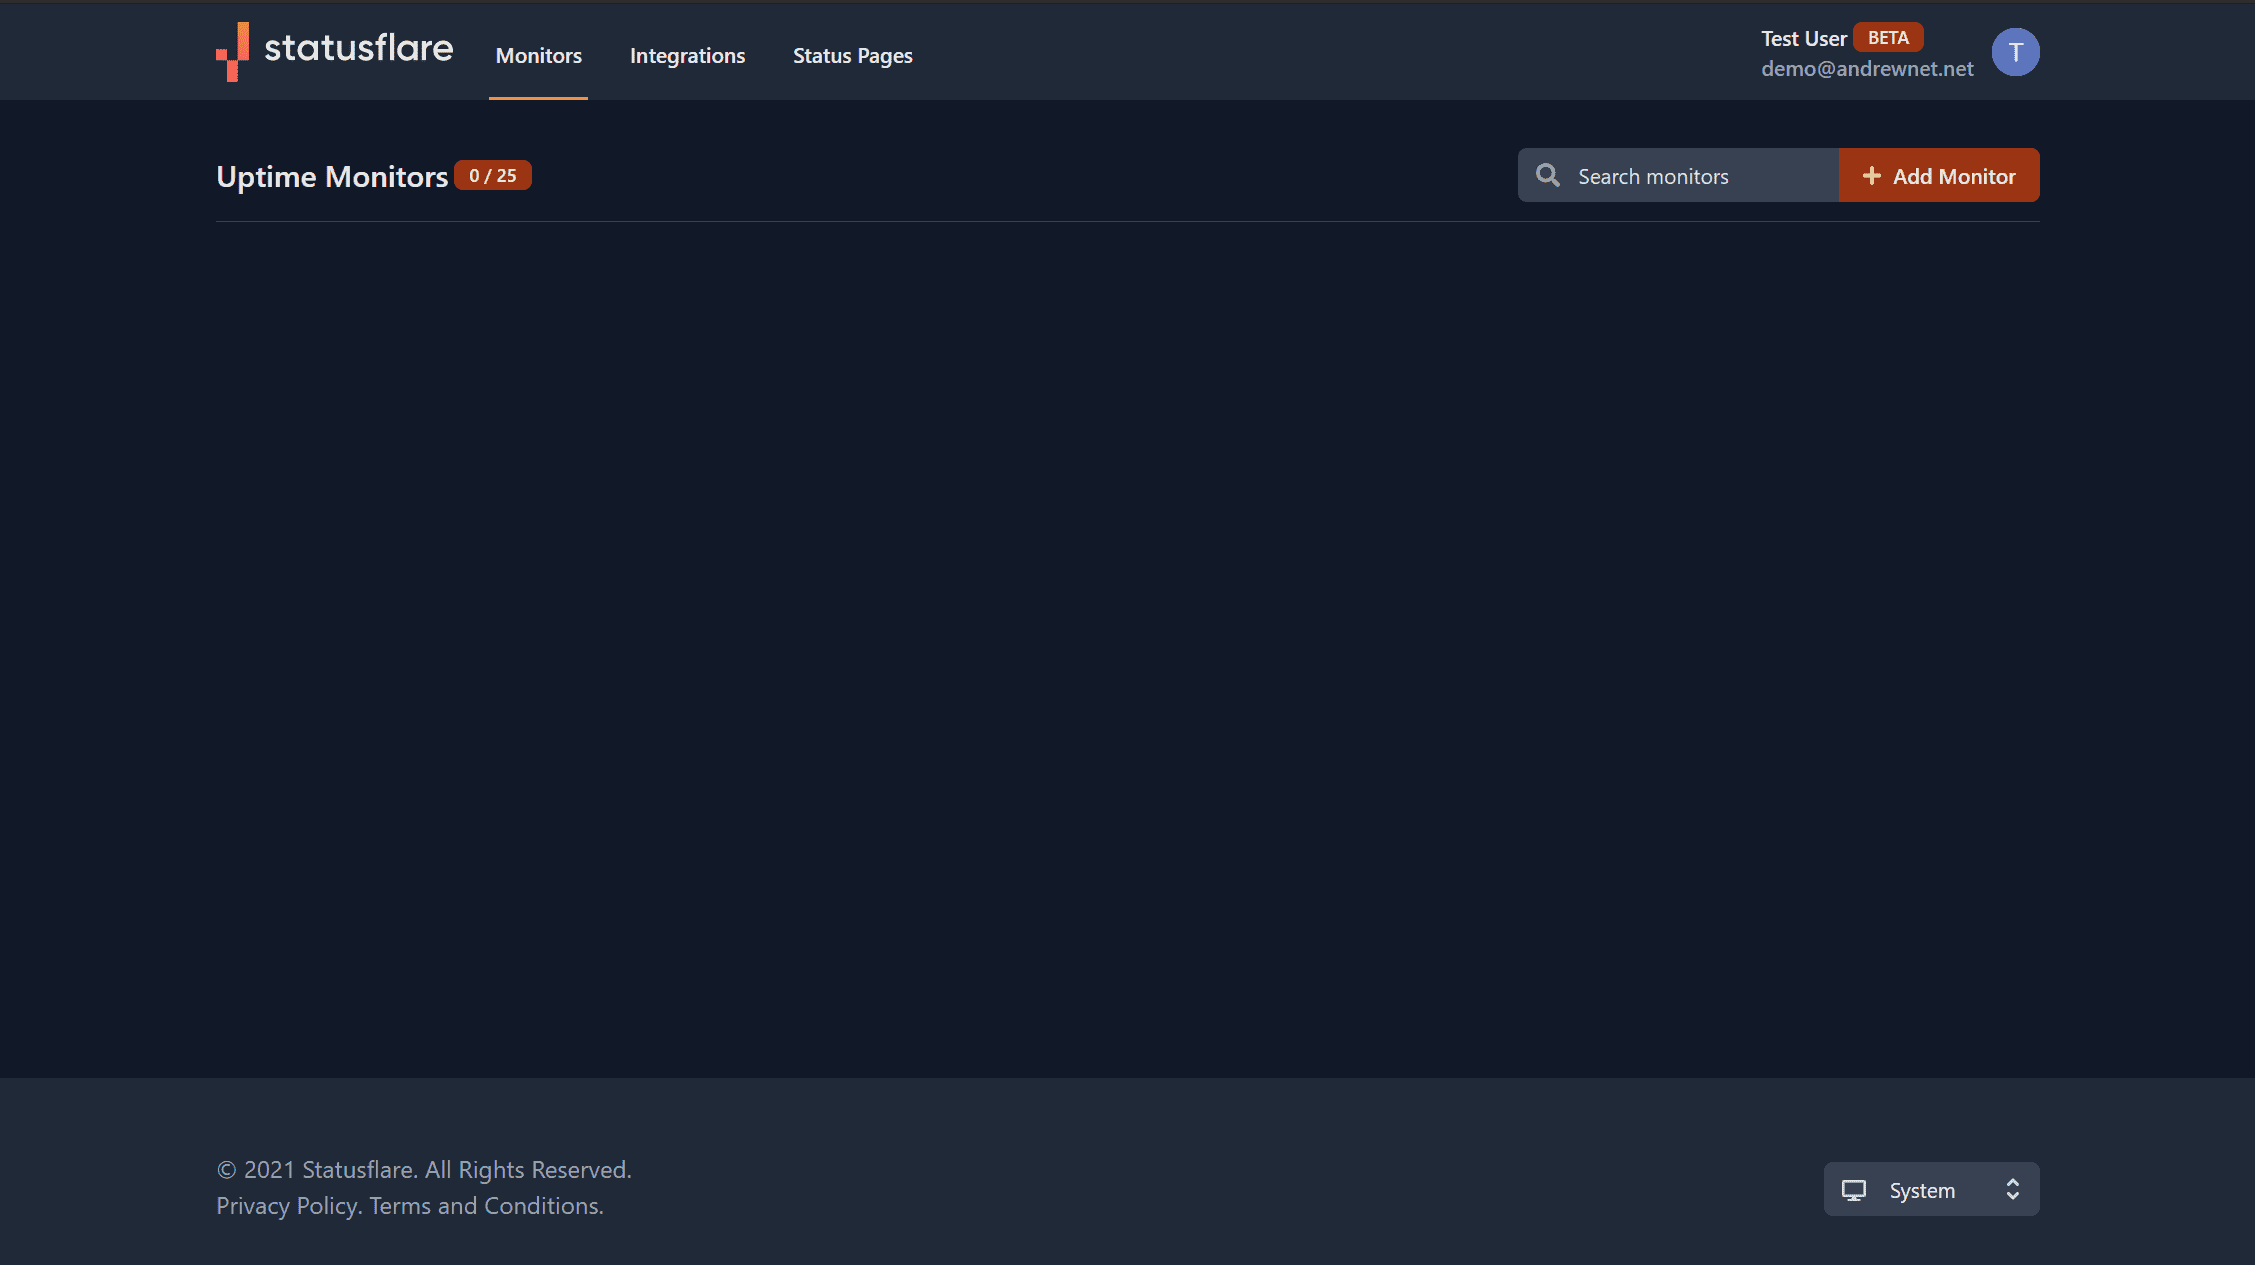 statusflare
Monitors
Integrations
Status Pages
Test User BETA
demo@andrewnet.net
T
Uptime Monitors 0 / 25
Search monitors
Add Monitor
© 2021 Statusflare. All Rights Reserved.
Privacy Policy. Terms and Conditions.
System